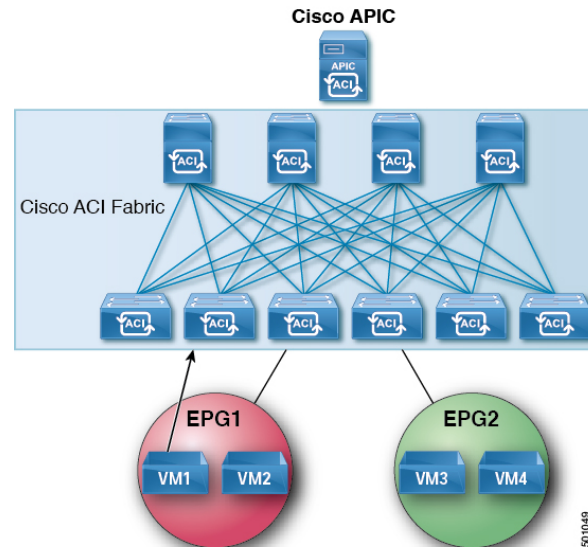 Cisco APIC
APIC
ACI
ACI ACI ACI ACI
Cisco ACI Fabric
ACI ACI ACI ACI ACI ACI
EPG1 EPG2
VM1 VM2 VM3 VM4
501049